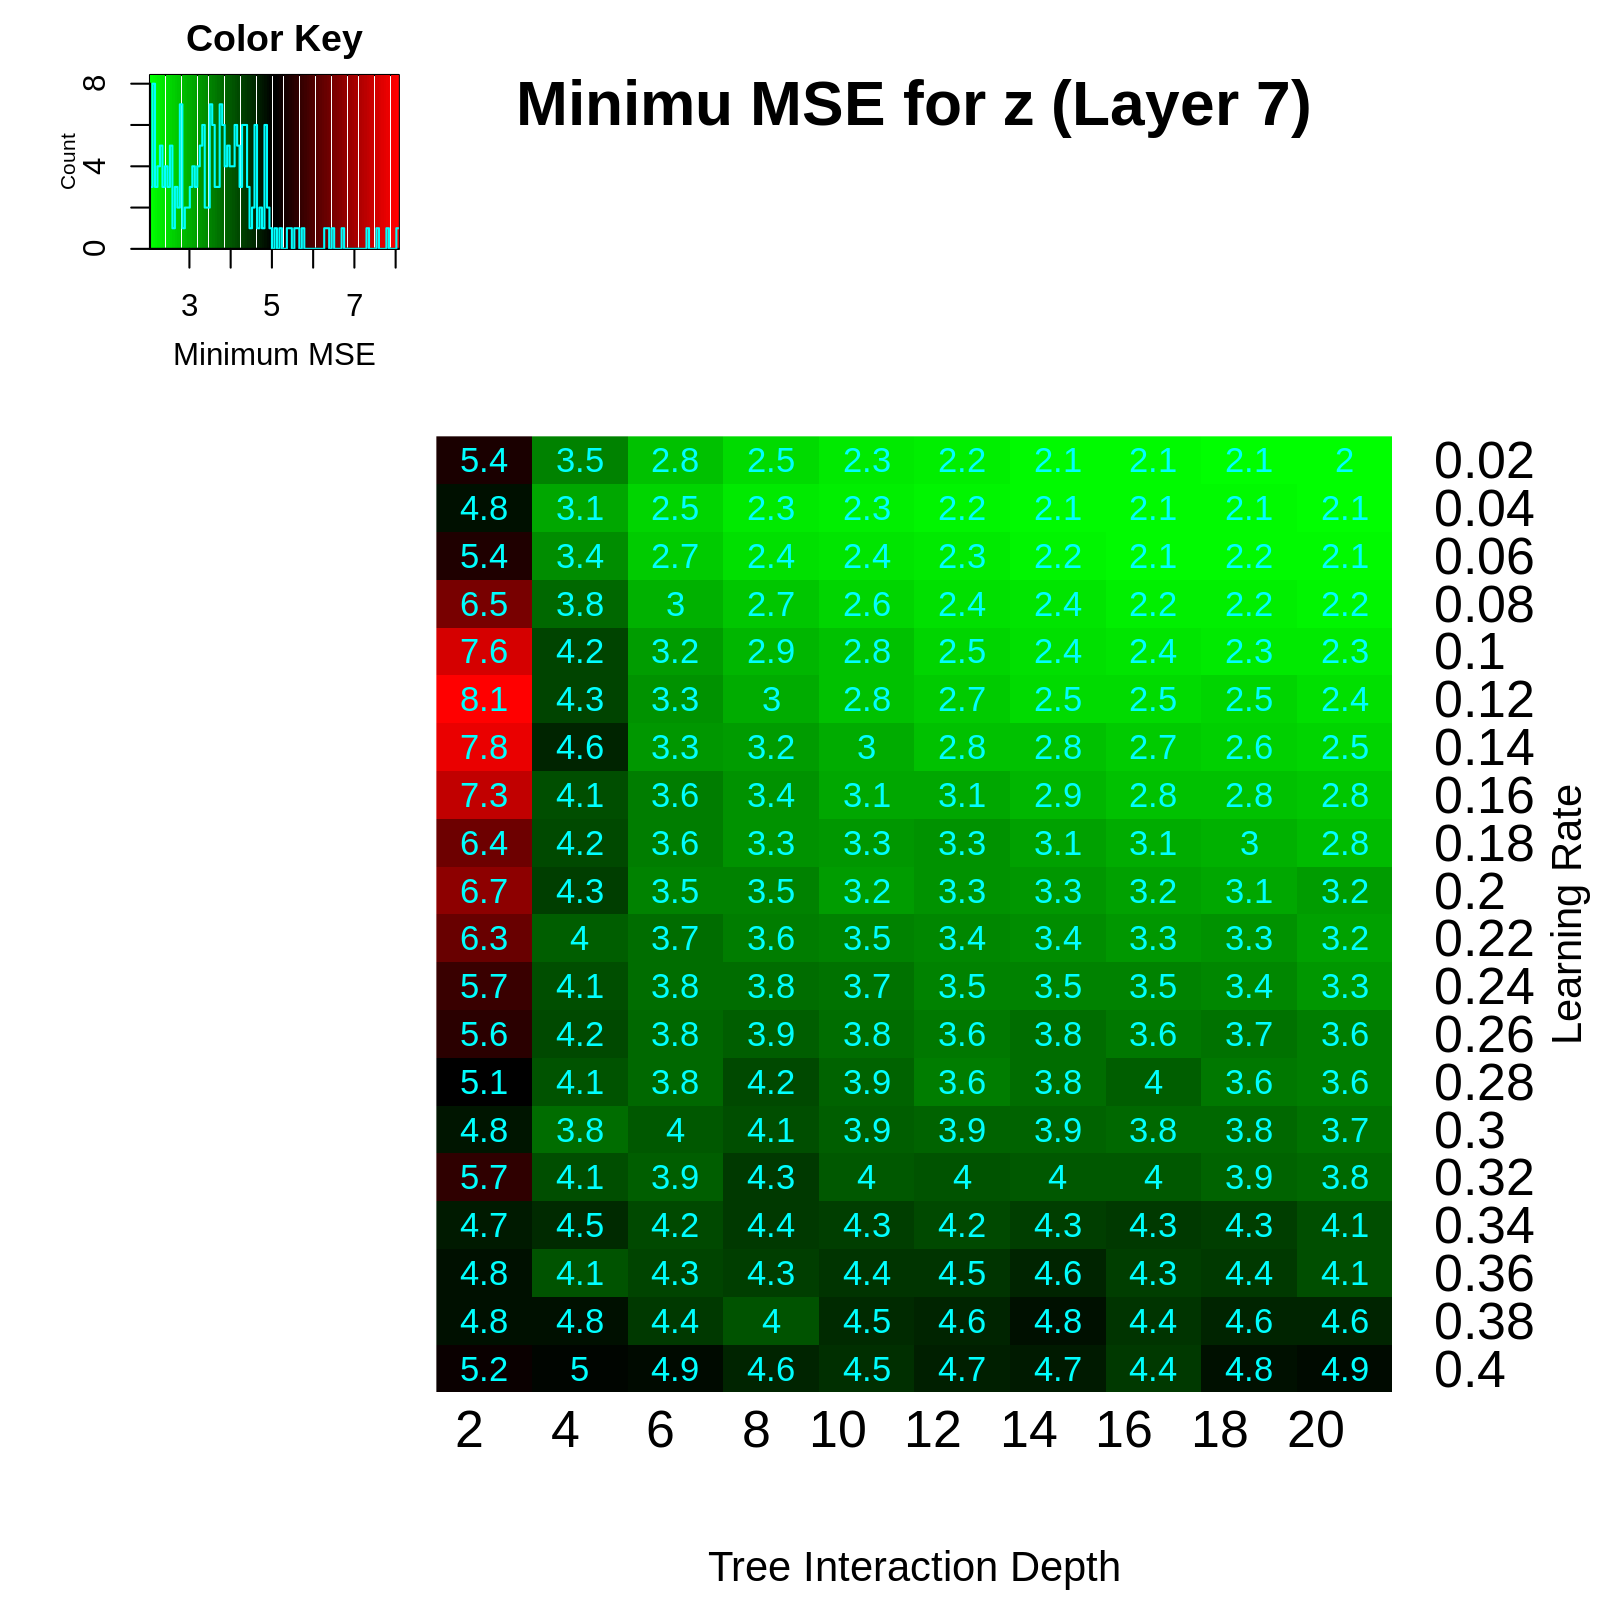 Color Key
8
4
0
Count
3 5 7
Minimum MSE
Minimu MSE for z (Layer 7)
5.4 3.5 2.8 2.5 2.3 2.2 2.1 2.1 2.1 2 0.02
4.8 3.1 2.5 2.3 2.3 2.2 2.1 2.1 2.1 2.1 0.04
5.4 3.4 2.7 2.4 2.4 2.3 2.2 2.1 2.2 2.1 0.06
6.5 3.8 3 2.7 2.6 2.4 2.4 2.2 2.2 2.2 0.08
7.6 4.2 3.2 2.9 2.8 2.5 2.4 2.4 2.3 2.3 0.1
8.1 4.3 3.3 3 2.8 2.7 2.5 2.5 2.5 2.4 0.12
7.8 4.6 3.3 3.2 3 2.8 2.8 2.7 2.6 2.5 0.14
7.3 4.1 3.6 3.4 3.1 3.1 2.9 2.8 2.8 2.8 0.16
6.4 4.2 3.6 3.3 3.3 3.3 3.1 3.1 3 2.8 0.18
6.7 4.3 3.5 3.5 3.2 3.3 3.3 3.2 3.1 3.2 0.2
6.3 4 3.7 3.6 3.5 3.4 3.4 3.3 3.3 3.2 0.22
5.7 4.1 3.8 3.8 3.7 3.5 3.5 3.5 3.4 3.3 0.24
5.6 4.2 3.8 3.9 3.8 3.6 3.8 3.6 3.7 3.6 0.26
5.1 4.1 3.8 4.2 3.9 3.6 3.8 4 3.6 3.6 0.28
4.8 3.8 4 4.1 3.9 3.9 3.9 3.8 3.8 3.7 0.3
5.7 4.1 3.9 4.3 4 4 4 4 3.9 3.8 0.32
4.7 4.5 4.2 4.4 4.3 4.2 4.3 4.3 4.3 4.1 0.34
4.8 4.1 4.3 4.3 4.4 4.5 4.6 4.3 4.4 4.1 0.36
4.8 4.8 4.4 4 4.5 4.6 4.8 4.4 4.6 4.6 0.38
5.2 5 4.9 4.6 4.5 4.7 4.7 4.4 4.8 4.9 0.4
Learning Rate
2 4 6 8 10 12 14 16 18 20
Tree Interaction Depth